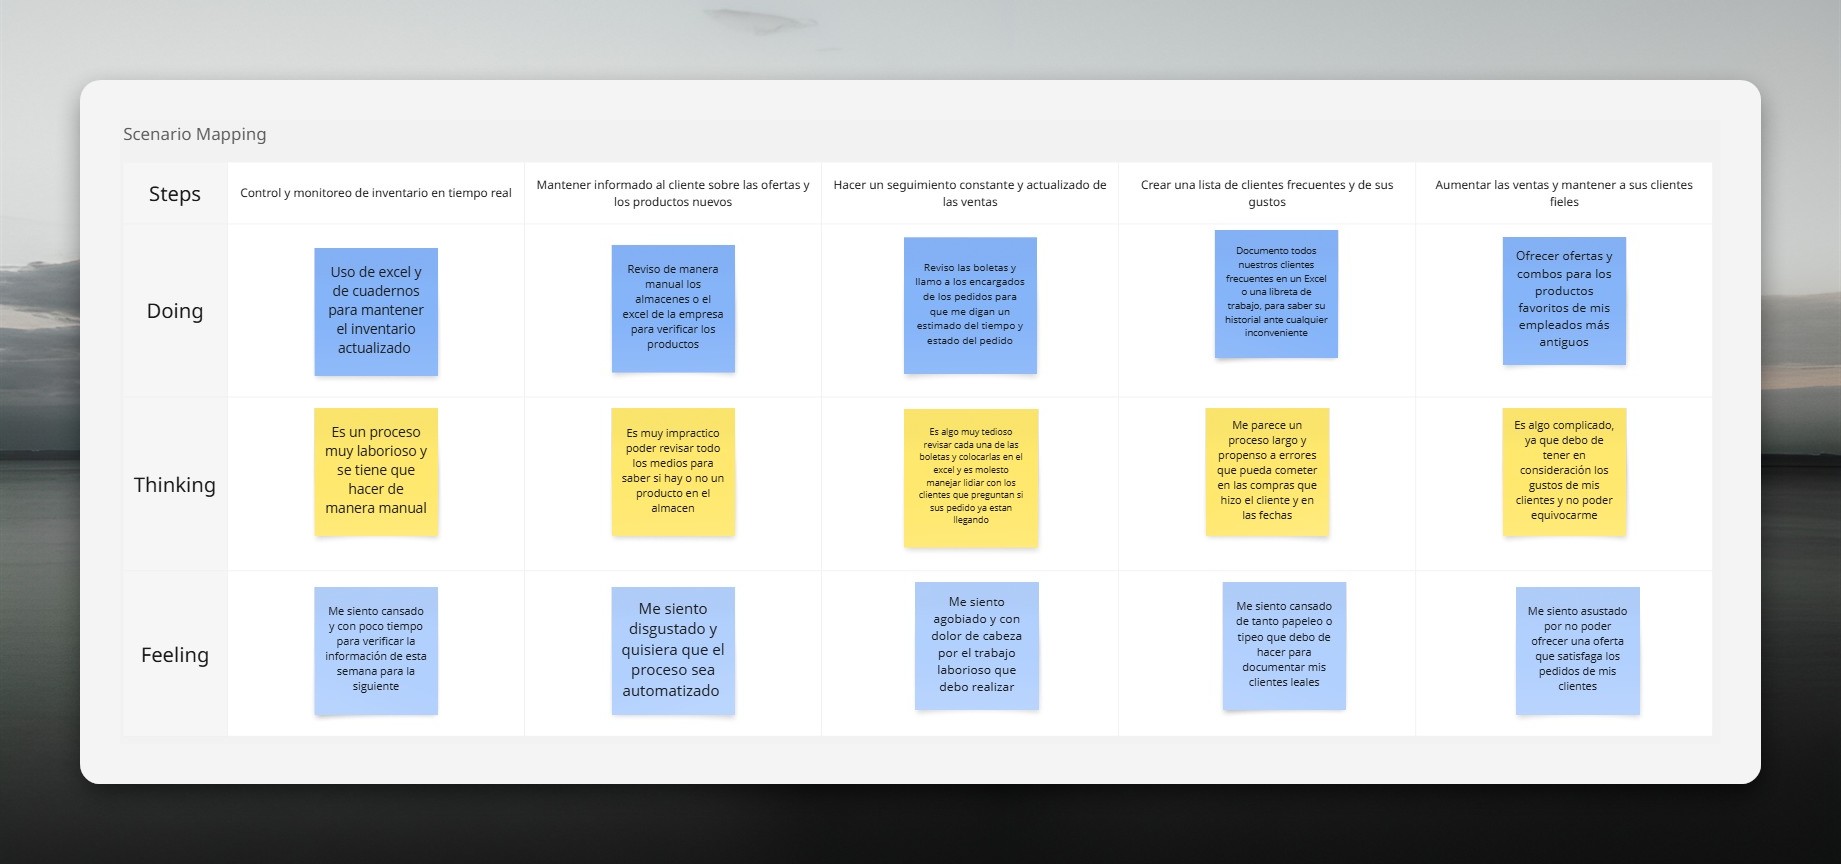 Scenario Mapping
Steps
Control y monitoreo de inventario en tiempo real
Mantener informado al cliente sobre las ofertas y
los productos nuevos
Hacer un seguimiento constante y actualizado de
las ventas
Crear una lista de clientes frecuentes y de sus
gustos
Aumentar las ventas y mantener a sus clientes
fieles
Doing
Uso de excel y
de cuadernos
para mantener
el inventario
actualizado
Reviso de manera
manual los
almacenes o el
excel de la empresa
para verificar los
productos
Reviso las boletas y
llamo a los encargados
de los pedidos para
que me digan un
estimado del tiempo y
estado del pedido
Documento todos
nuestros clientes
frecuentes en un Excel
o una libreta de
trabajo, para saber su
historial ante cualquier
inconveniente
Ofrecer ofertas y
combos para los
productos
favoritos de mis
empleados más
antiguos
Thinking
Es un proceso
muy laborioso y
se tiene que
hacer de
manera manual
Es muy impractico
poder revisar todo
los medios para
saber si hay o no un
producto en el
almacen
Es algo muy tedioso
revisar cada una de las
boletas y colocarlas en el
excel y es molesto
manejar lidiar con los
clientes que preguntan si
sus pedido ya estan
llegando
Me parece un
proceso largo y
propenso a errores
que pueda cometer
en las compras que
hizo el cliente y en
las fechas
Es algo complicado,
ya que debo de
tener en
consideración los
gustos de mis
clientes y no poder
equivocarme
Feeling
Me siento cansado
y con poco tiempo
para verificar la
información de esta
semana para la
siguiente
Me siento
disgustado y
quisiera que el
proceso sea
automatizado
Me siento
agobiado y con
dolor de cabeza
por el trabajo
laborioso que
debo realizar
Me siento cansado
de tanto papeleo o
tipeo que debo de
hacer para
documentar mis
clientes leales
Me siento asustado
por no poder
ofrecer una oferta
que satisfaga los
pedidos de mis
clientes